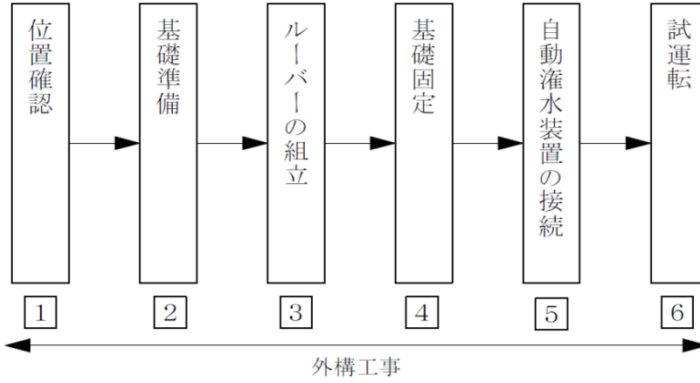 位置確認
基礎準備
ルーバーの組立
基礎固定
自動潅水装置の接続
試運転
1
2
3
4
5
6
外構工事